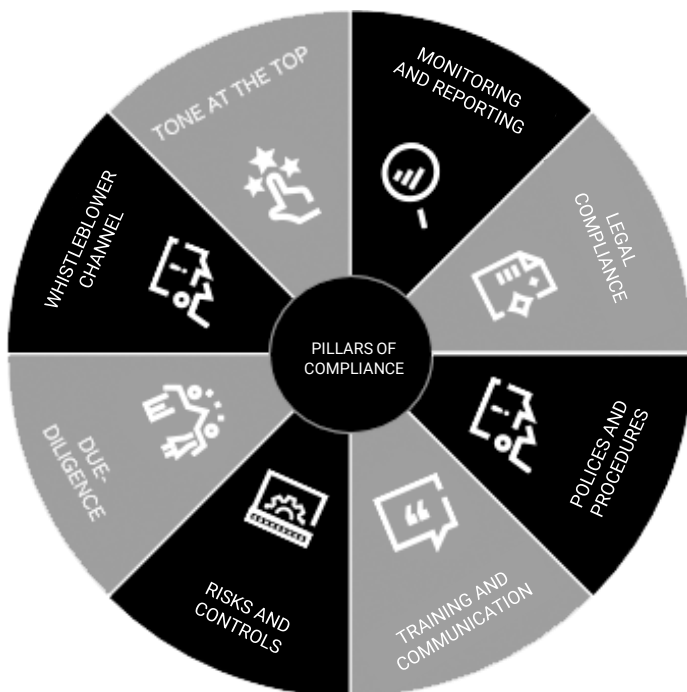 TONE AT THE TOP
MONITORING
AND REPORTING
LEGAL
COMPLIANCE
POLICES AND
PROCEDURES
TRAINING AND
COMMUNICATION
RISKS AND
CONTROLS
DUE-
DILIGENCE
WHISTLEBLOWER
CHANNEL
PILLARS OF
COMPLIANCE